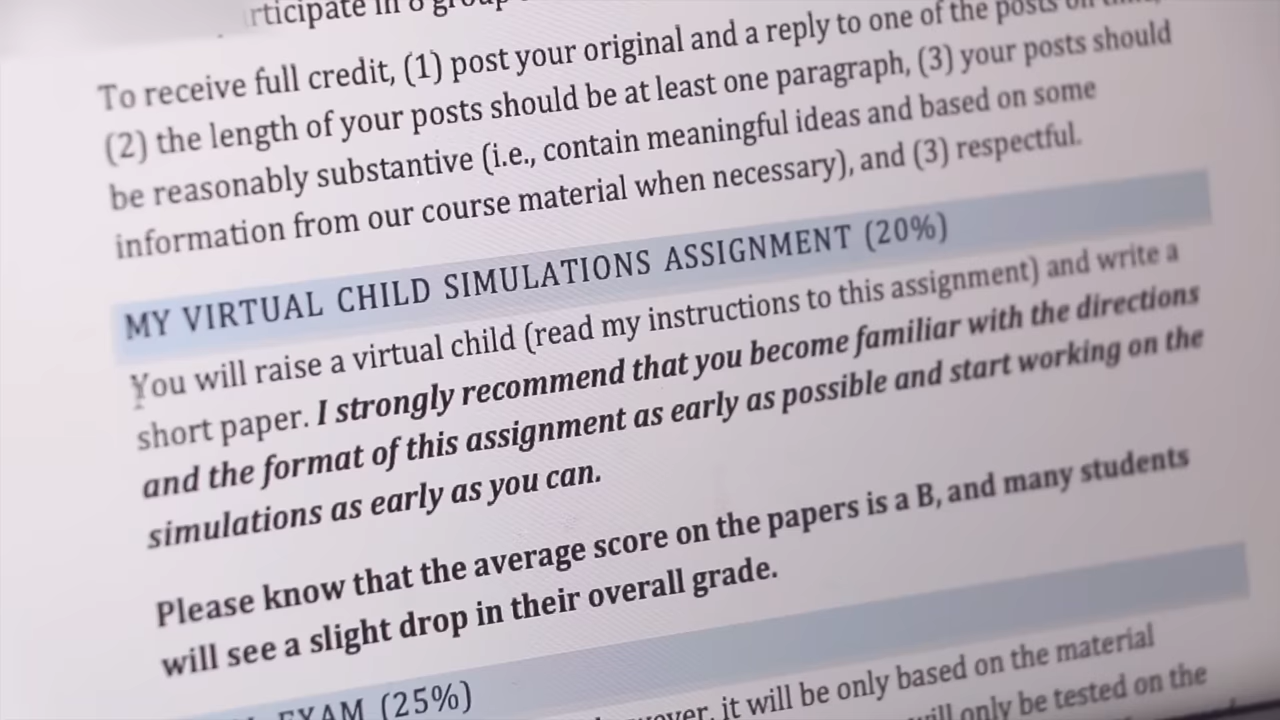 rticipate in 8 group
To receive full credit, (1) post your original and a reply to one of the posts on time,
(2) the length of your posts should be at least one paragraph, (3) your posts should
be reasonably substantive (i.e., contain meaningful ideas and based on some
information from our course material when necessary), and (3) respectful.
MY VIRTUAL CHILD SIMULATIONS ASSIGNMENT (20%)
You will raise a virtual child (read my instructions to this assignment) and write a
short paper. I strongly recommend that you become familiar with the directions
and the format of this assignment as early as possible and start working on the
simulations as early as you can.
Please know that the average score on the papers is a B, and many students
will see a slight drop in their overall grade.
EXAM (25%)
it will be only based on the material
will only be tested on the